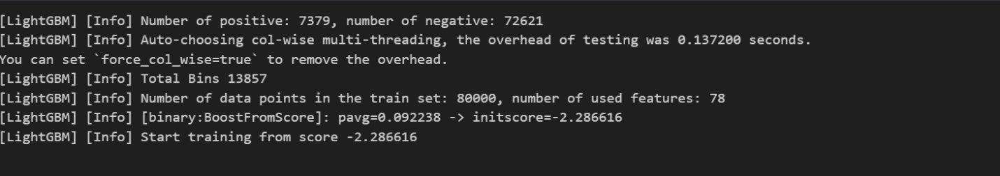 [LightGBM] [Info] Number of positive: 7379, number of negative: 72621
[LightGBM] [Info] Auto-choosing col-wise multi-threading, the overhead of testing was 0.137200 seconds.
You can set `force_col_wise=true` to remove the overhead.
[LightGBM] [Info] Total Bins 13857
[LightGBM] [Info] Number of data points in the train set: 80000, number of used features: 78
[LightGBM] [Info] [binary:BoostFromScore]: pavg=0.092238 -> initscore=-2.286616
[LightGBM] [Info] Start training from score -2.286616